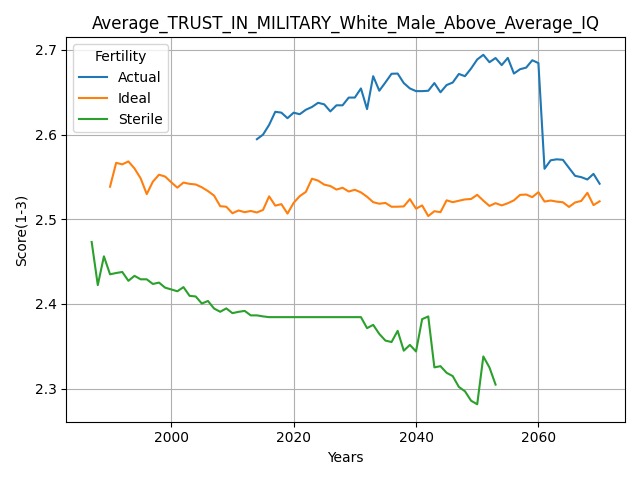 Average_TRUST_IN_MILITARY_White_Male_Above_Average_IQ
Fertility
Actual
Ideal
Sterile
Score(1-3)
2.7
2.6
2.5
2.4
2.3
2000
2020
2040
2060
Years